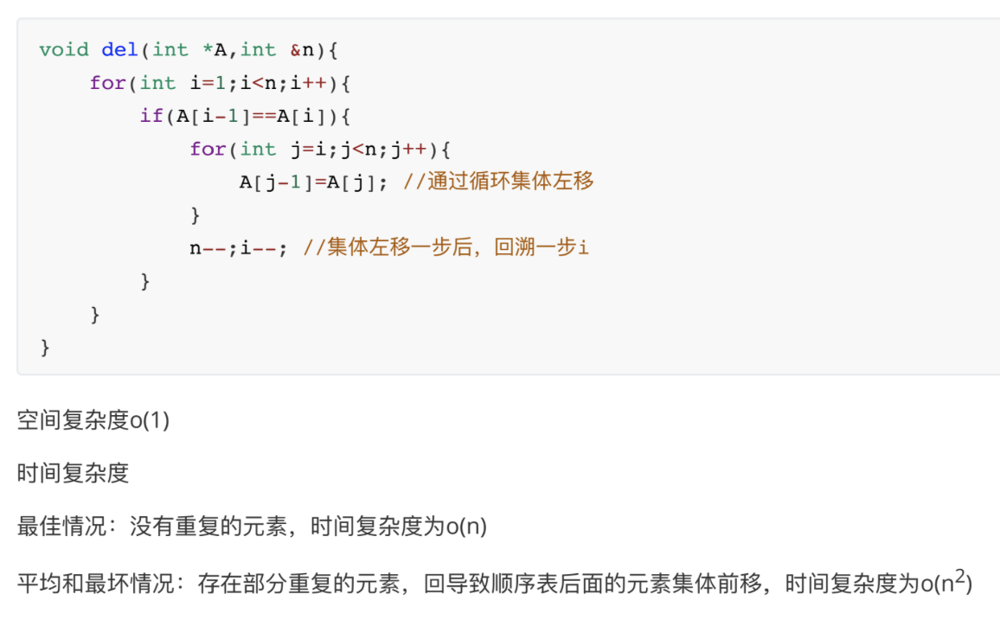 void del(int *A,int &n){
    for(int i=1;i<n;i++){
        if(A[i-1]==A[i]){
            for(int j=i;j<n;j++){
                A[j-1]=A[j]; //通过循环集体左移
            }
            n--;i--; //集体左移一步后，回溯一步i
        }
    }
}
空间复杂度o(1)
时间复杂度
最佳情况：没有重复的元素，时间复杂度为o(n)
平均和最坏情况：存在部分重复的元素，回导致顺序表后面的元素集体前移，时间复杂度为o(n²)